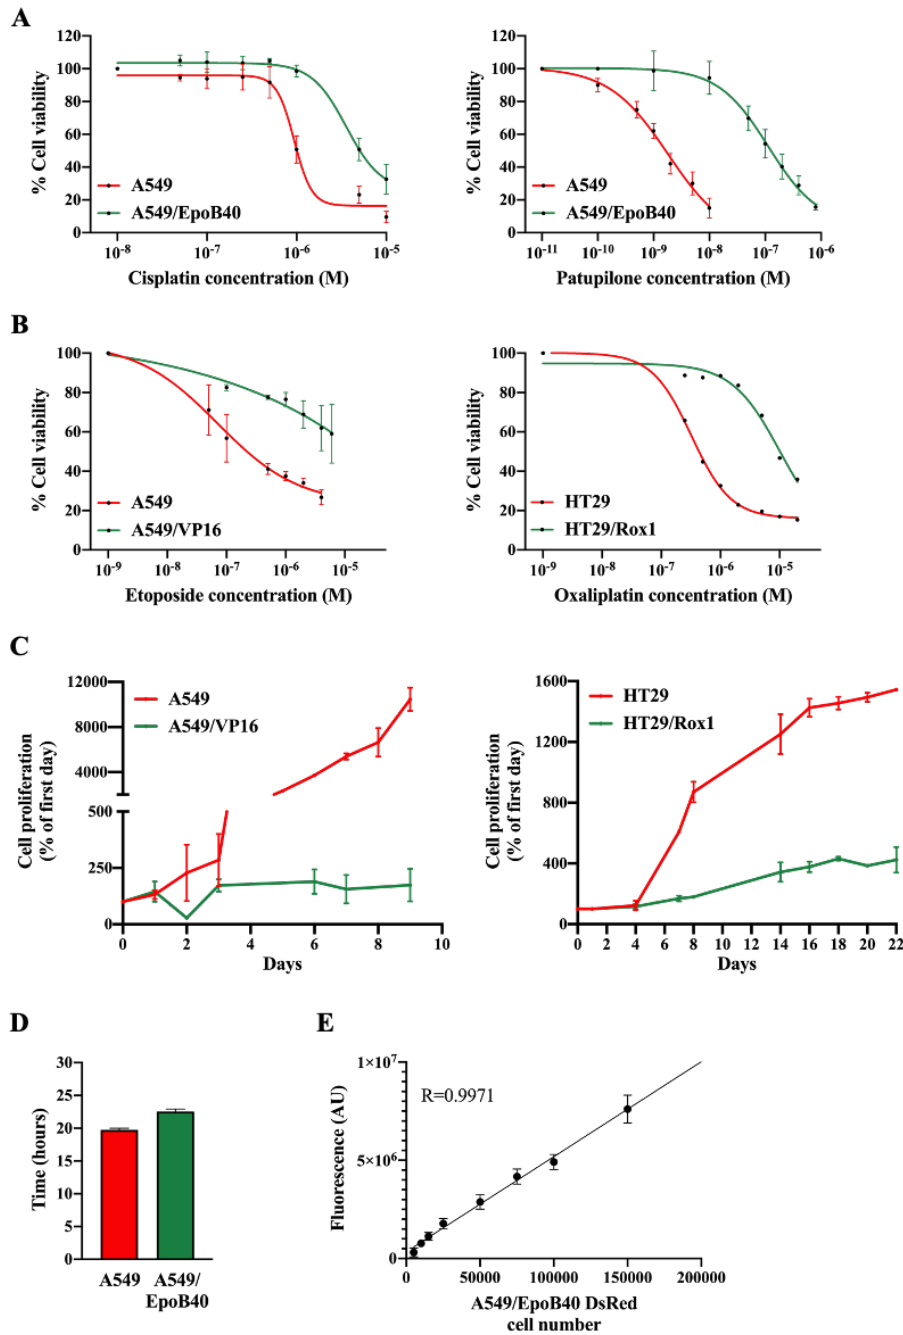 A
120
100
80
60
40
20
0
% Cell viability
A549
A549/EpoB40
10-8
10-7
10-6
10-5
Cisplatin concentration (M)
120
100
80
60
40
20
0
% Cell viability
A549
A549/EpoB40
10-11
10-10
10-9
10-8
10-7
10-6
Patupilone concentration (M)
B
100
80
60
40
20
0
% Cell viability
A549
A549/VP16
10-9
10-8
10-7
10-6
10-5
Etoposide concentration (M)
100
80
60
40
20
0
% Cell viability
HT29
HT29/Rox1
10-9
10-8
10-7
10-6
10-5
Oxaliplatin concentration (M)
C
12000
10000
4000
500
250
0
Cell proliferation
(% of first day)
A549
A549/VP16
0 2 4 6 8 10
Days
1600
1200
800
400
0
Cell proliferation
(% of first day)
HT29
HT29/Rox1
0 2 4 6 8 10 12 14 16 18 20 22
Days
D
30
25
20
15
10
5
0
Time (hours)
A549
A549/
EpoB40
E
1×10⁷
5×10⁶
0
Fluorescence (AU)
R=0.9971
0 50000 100000 150000 200000
A549/EpoB40 DsRed
cell number